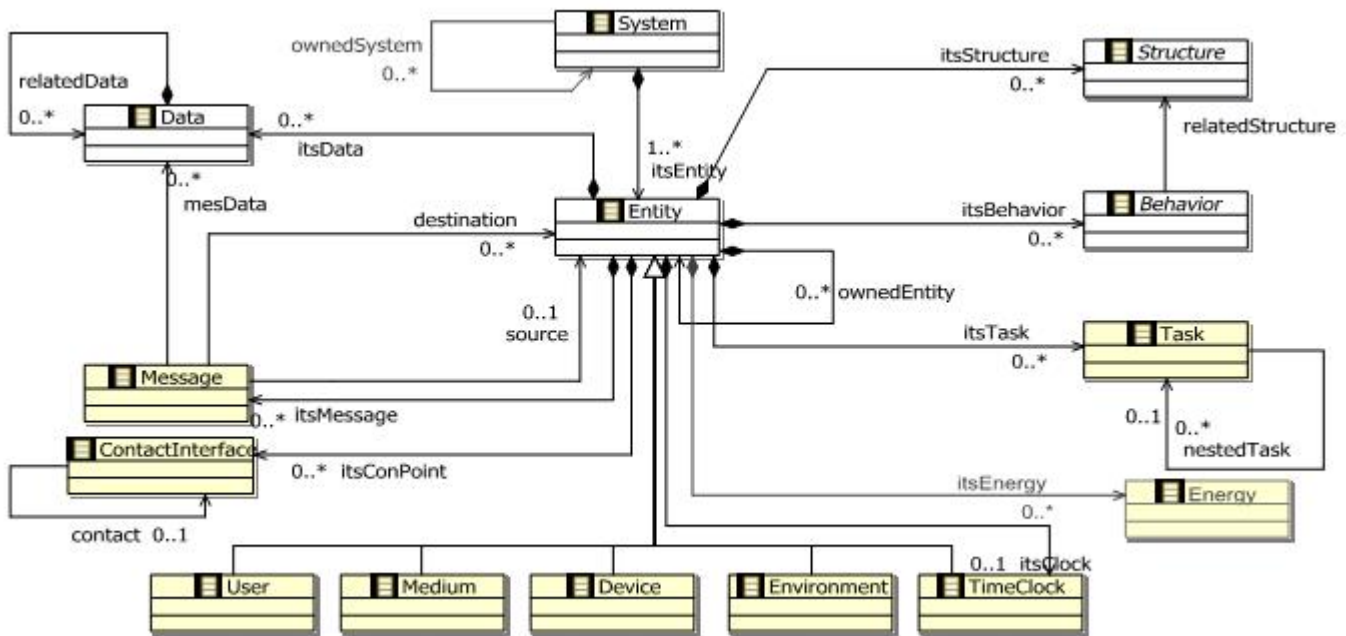 System
ownedSystem
0..*
itsStructure
0..*
Structure
relatedData
0..*
Data
0..*
itsData
1..*
itsEntity
relatedStructure
0..*
mesData
destination
0..*
Entity
itsBehavior
0..*
Behavior
0..* ownedEntity
0..1
source
itsTask
0..*
Task
Message
0..* itsMessage
0..1
0..*
nestedTask
ContactInterface
0..* itsConPoint
itsEnergy
0..*
Energy
contact 0..1
0..1 itsClock
User
Medium
Device
Environment
TimeClock